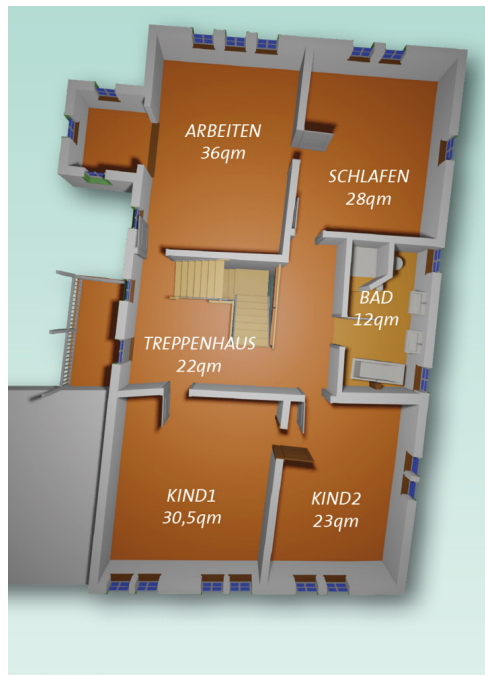 ARBEITEN
36qm
SCHLAFEN
28qm
BAD
12qm
TREPPENHAUS
22qm
KIND1
30,5qm
KIND2
23qm